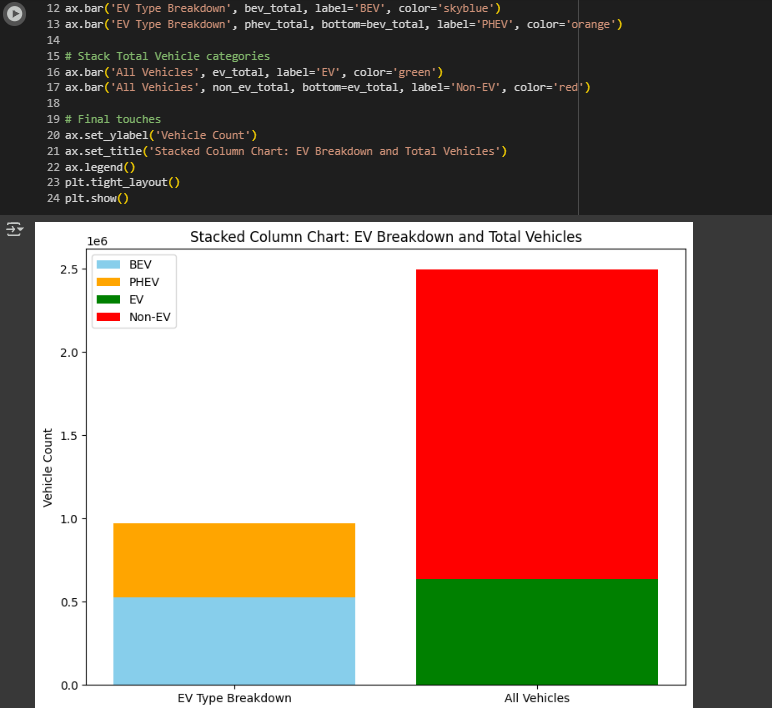 12 ax.bar('EV Type Breakdown', bev_total, label='BEV', color='skyblue')
13 ax.bar('EV Type Breakdown', phev_total, bottom=bev_total, label='PHEV', color='orange')
14
15 # Stack Total Vehicle categories
16 ax.bar('All Vehicles', ev_total, label='EV', color='green')
17 ax.bar('All Vehicles', non_ev_total, bottom=ev_total, label='Non-EV', color='red')
18
19 # Final touches
20 ax.set_ylabel('Vehicle Count')
21 ax.set_title('Stacked Column Chart: EV Breakdown and Total Vehicles')
22 ax.legend()
23 plt.tight_layout()
24 plt.show()
Stacked Column Chart: EV Breakdown and Total Vehicles
1e6
BEV
PHEV
EV
Non-EV
2.5
2.0
1.5
1.0
0.5
0.0
Vehicle Count
EV Type Breakdown
All Vehicles